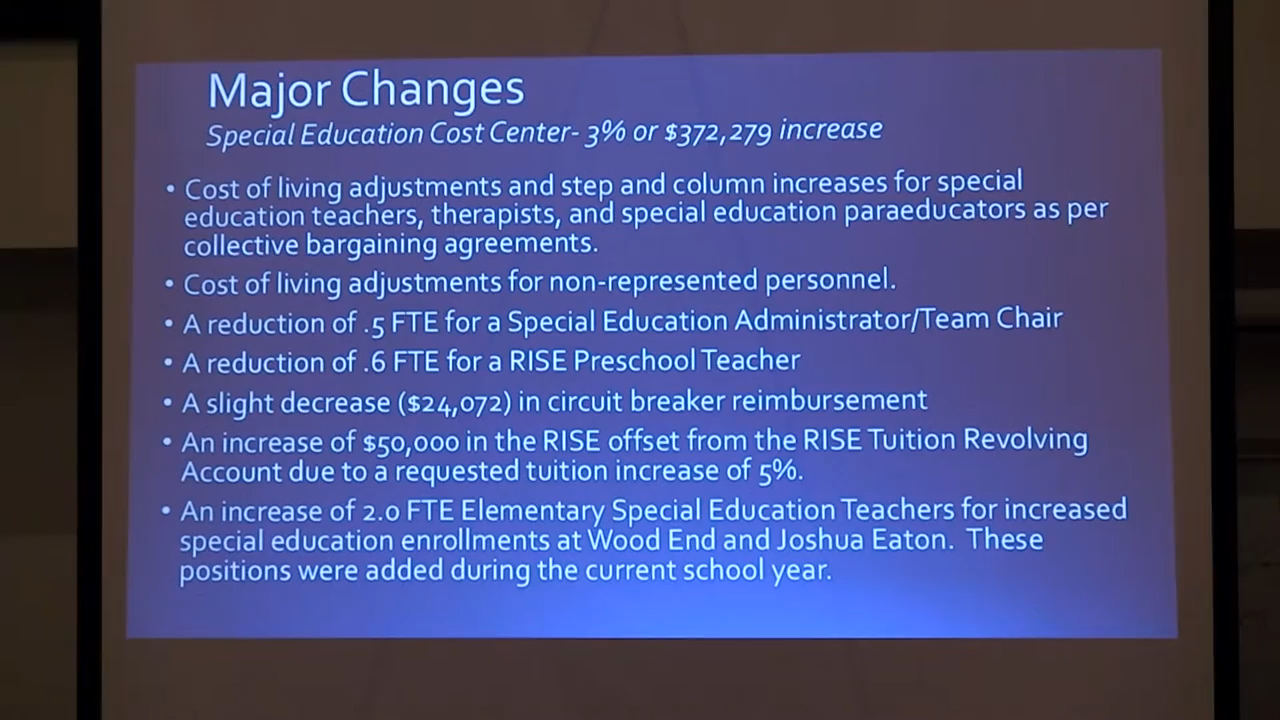 Major Changes
Special Education Cost Center- 3% or $372,279 increase
• Cost of living adjustments and step and column increases for special
education teachers, therapists, and special education paraeducators as per
collective bargaining agreements.
• Cost of living adjustments for non-represented personnel.
• A reduction of .5 FTE for a Special Education Administrator/Team Chair
• A reduction of .6 FTE for a RISE Preschool Teacher
• A slight decrease ($24,072) in circuit breaker reimbursement
• An increase of $50,000 in the RISE offset from the RISE Tuition Revolving
Account due to a requested tuition increase of 5%.
• An increase of 2.0 FTE Elementary Special Education Teachers for increased
special education enrollments at Wood End and Joshua Eaton.  These
positions were added during the current school year.